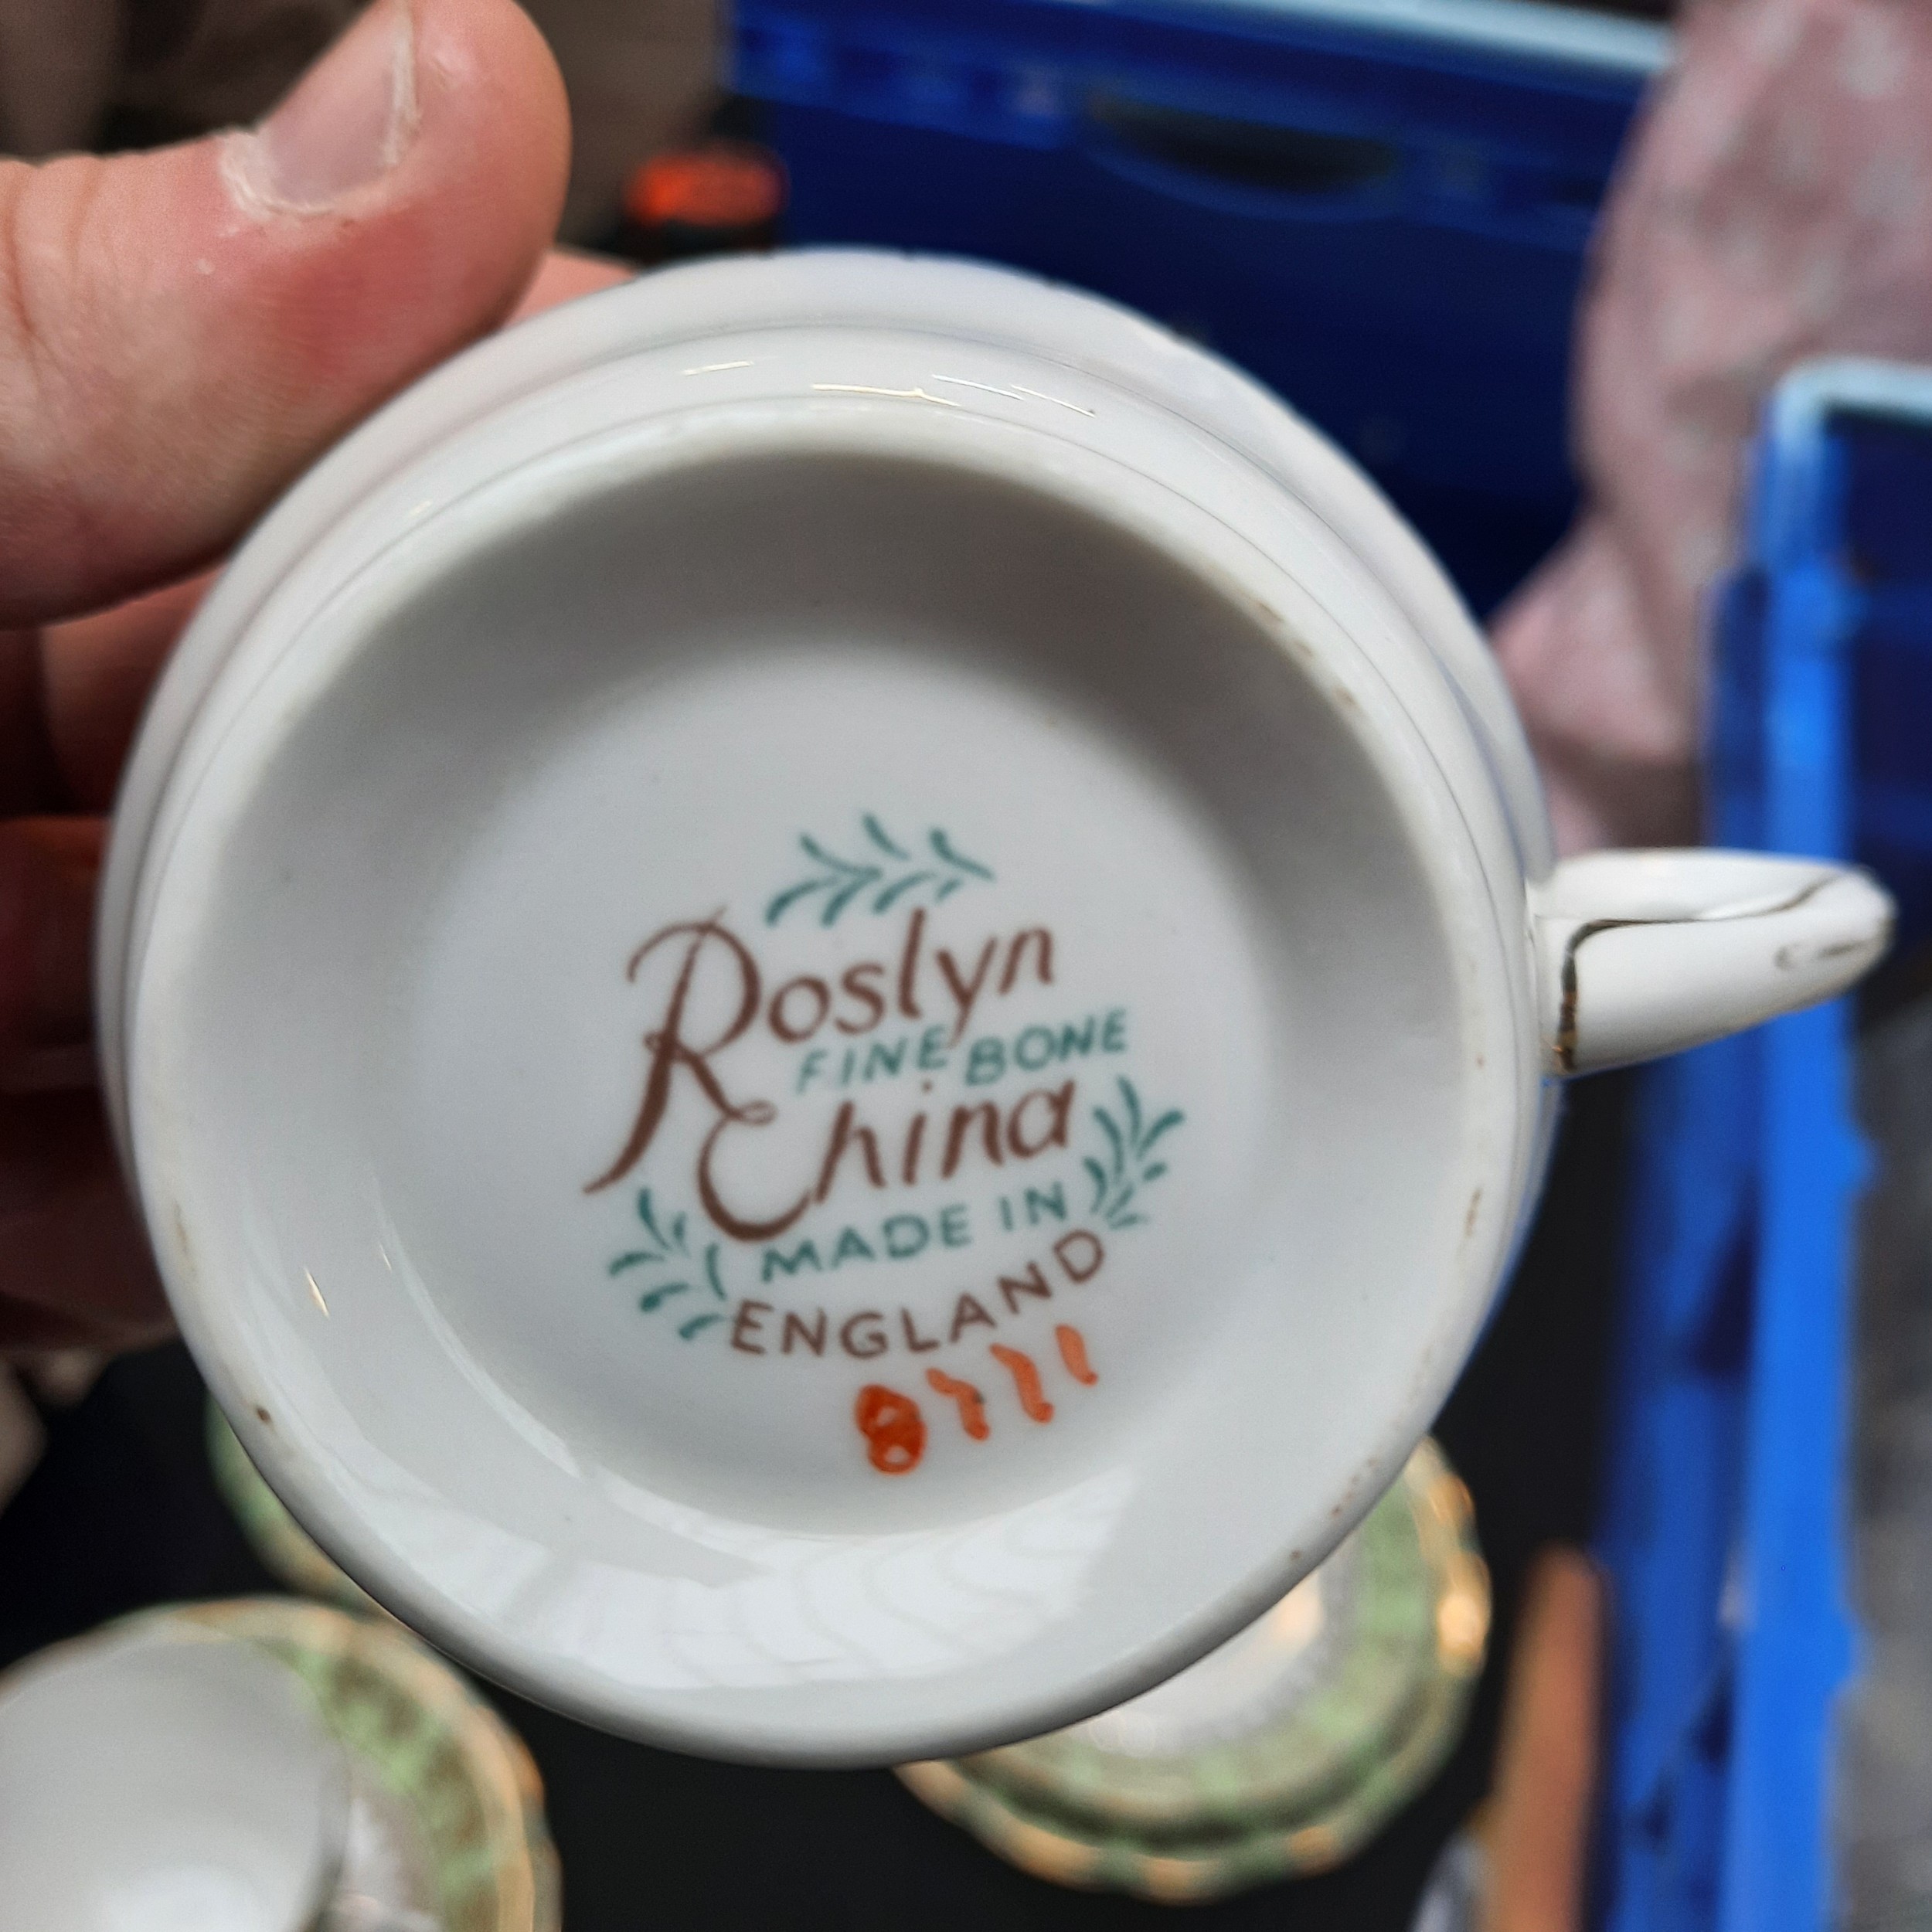 Roslyn
FINE BONE
China
MADE IN
ENGLAND
8771